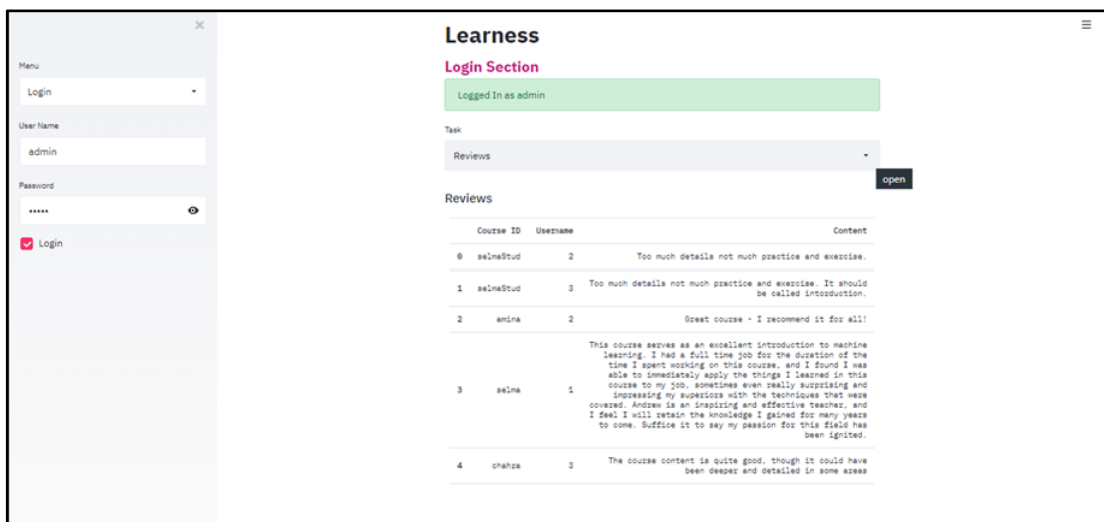 ×
Menu
Login
User Name
admin
Password
•••••
Login
Learness
Login Section
Logged In as admin
Task
Reviews
open
Reviews
Course ID Username Content
0 selmaStud 2 Too much details not much practice and exercise.
1 selmaStud 3 Too much details not much practice and exercise. It should
be called intorduction.
2 amina 2 Great course - I recommend it for all!
This course serves as an excellent introduction to machine
learning. I had a full time job for the duration of the
time I spent working on this course, and I found I was
able to immediately apply the things I learned in this
course to my job, sometimes even really surprising and
3 selma 1 impressing my superiors with the techniques that were
covered. Andrew is an inspiring and effective teacher, and
I feel I will retain the knowledge I gained for many years
to come. Suffice it to say my passion for this field has
been ignited.
4 chahra 3 The course content is quite good, though it could have
been deeper and detailed in some areas